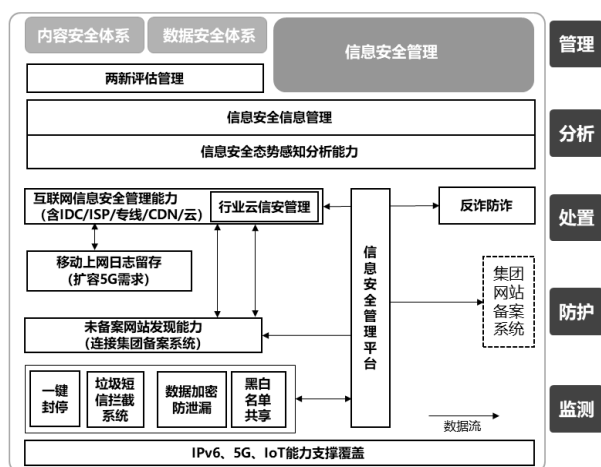 内容安全体系
数据安全体系
信息安全管理
管理
两新评估管理
信息安全信息管理
分析
信息安全态势感知分析能力
互联网信息安全管理能力
（含IDC/ISP/专线/CDN/云）
行业云信安管理
反诈防诈
处置
移动上网日志留存
（扩容5G需求）
信息安全管理平台
集团
网站
备案
系统
防护
未备案网站发现能力
（连接集团备案系统）
一键
封停
垃圾短
信拦截
系统
数据加密
防泄漏
黑白
名单
共享
监测
数据流
IPv6、5G、IoT能力支撑覆盖